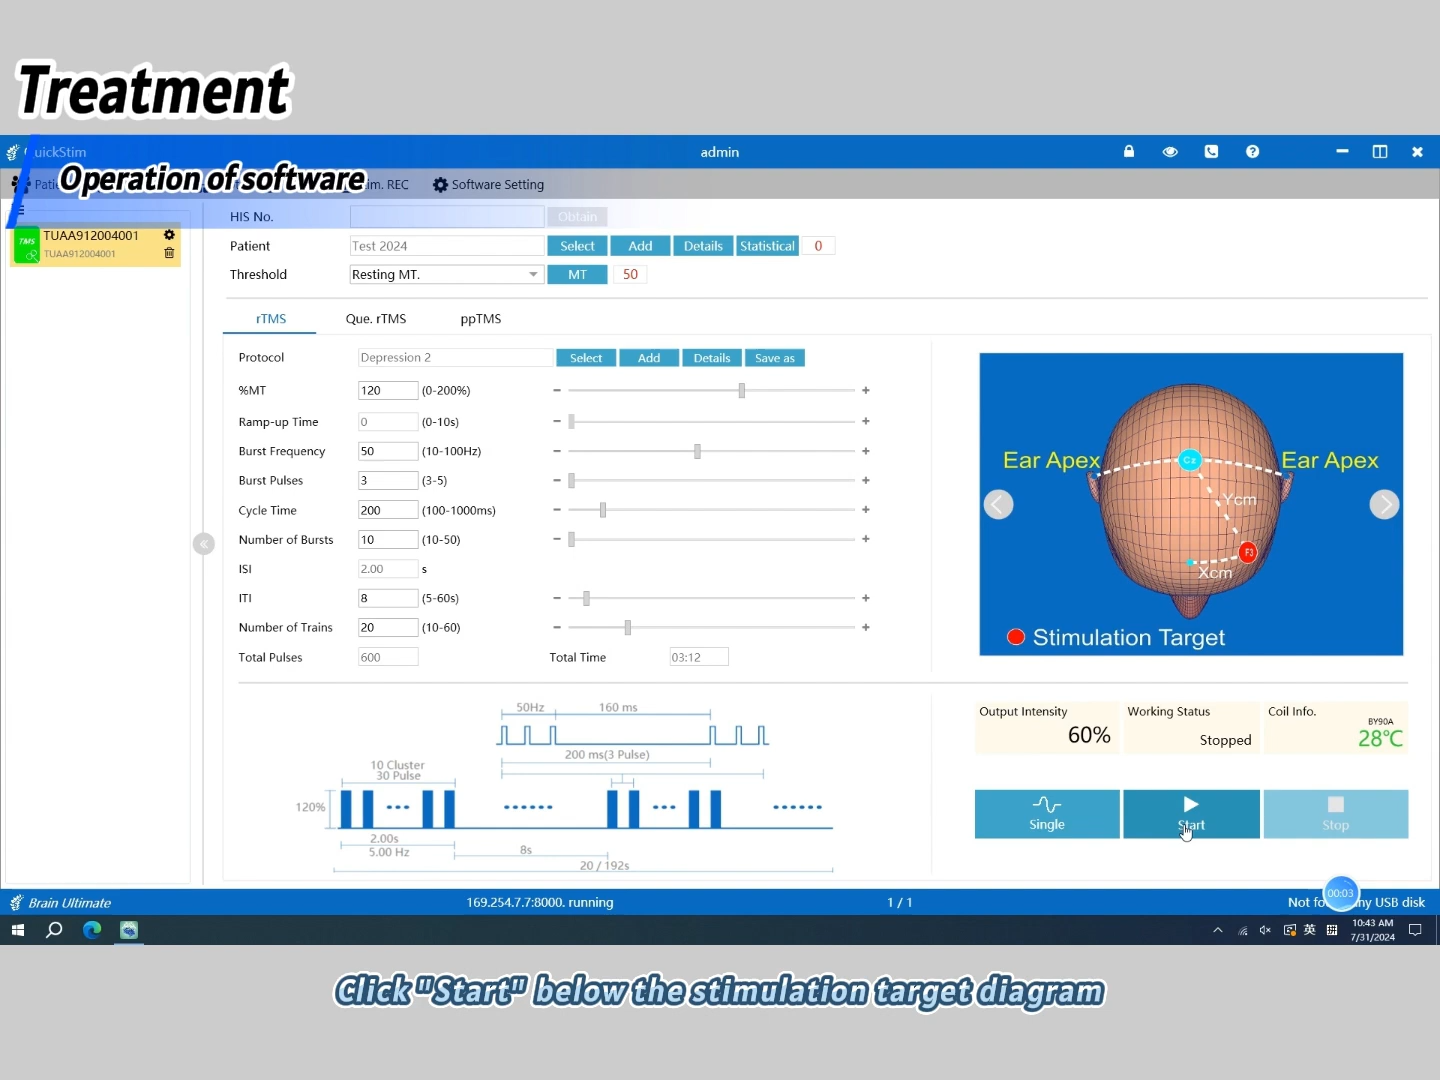 Treatment
Operation of software
uickStim
admin
im. REC
Software Setting
HIS No.
Obtain
TMS
TUAA912004001
TUAA912004001
Patient
Test 2024
Select
Add
Details
Statistical
0
Threshold
Resting MT.
MT
50
rTMS
Que. rTMS
ppTMS
Protocol
Depression 2
Select
Add
Details
Save as
%MT
120
(0-200%)
Ramp-up Time
0
(0-10s)
Burst Frequency
50
(10-100Hz)
Burst Pulses
3
(3-5)
Cycle Time
200
(100-1000ms)
Number of Bursts
10
(10-50)
ISI
2.00
s
ITI
8
(5-60s)
Number of Trains
20
(10-60)
Total Pulses
600
Total Time
03:12
Ear Apex
Cz
Ear Apex
Ycm
F3
Xcm
Stimulation Target
50Hz
160 ms
200 ms(3 Pulse)
10 Cluster
30 Pulse
120%
2.00s
5.00 Hz
8s
20 / 192s
Output Intensity
60%
Working Status
Stopped
Coil Info.
BY90A
28℃
Single
Start
Stop
Brain Ultimate
169.254.7.7:8000. running
1 / 1
Not fo
00:03
ny USB disk
英
10:43 AM
7/31/2024
Click "Start" below the stimulation target diagram